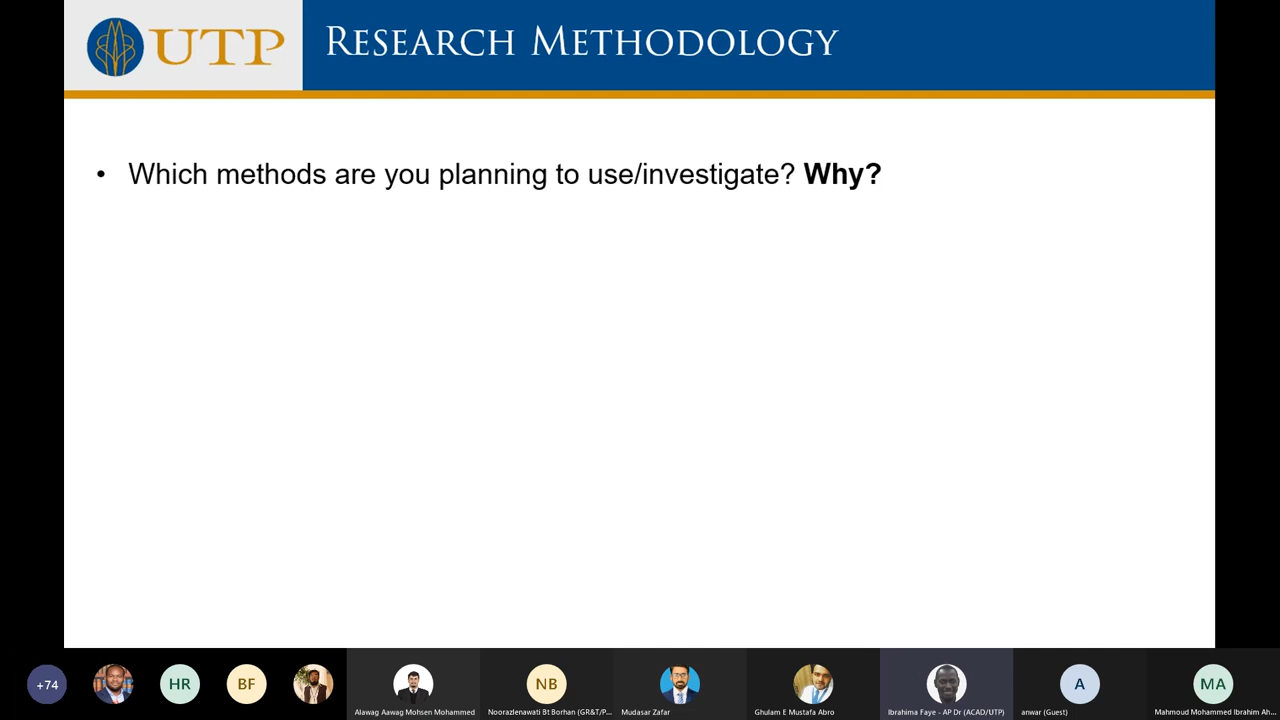 UTP
RESEARCH METHODOLOGY
• Which methods are you planning to use/investigate? Why?
+74
HR
BF
NB
A
MA
Alawag Aawag Mohsen Mohammed
Noorazlenawati Bt Borhan (GR&T/P...
Mudasar Zafar
Ghulam E Mustafa Abro
Ibrahima Faye - AP Dr (ACAD/UTP)
anwar (Guest)
Mahmoud Mohammed Ibrahim Ah...